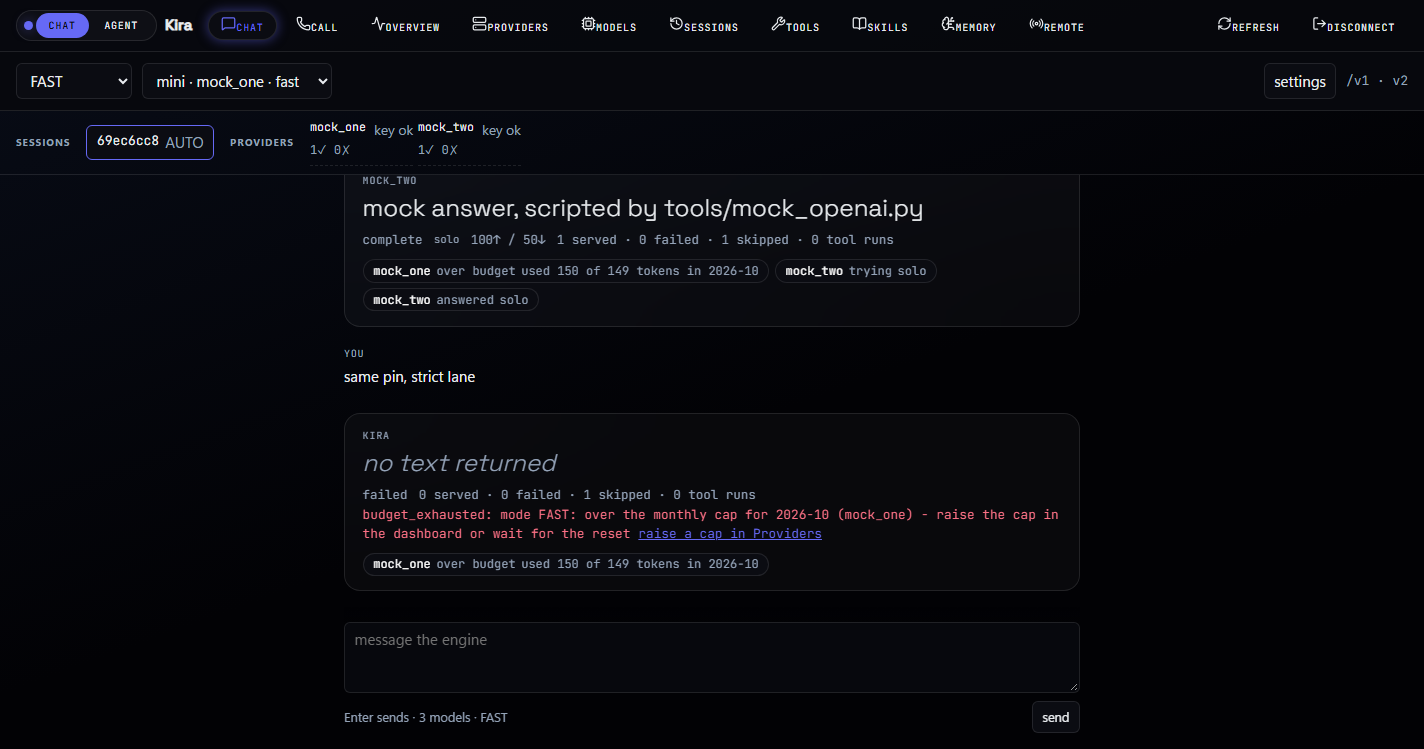 CHAT AGENT Kira CHAT CALL OVERVIEW PROVIDERS MODELS SESSIONS TOOLS SKILLS MEMORY REMOTE REFRESH DISCONNECT
FAST mini · mock_one · fast settings /v1 · v2
SESSIONS 69ec6cc8 AUTO PROVIDERS mock_one key ok mock_two key ok
1✓ 0✗ 1✓ 0✗
MOCK_TWO
mock answer, scripted by tools/mock_openai.py
complete solo 100↑ / 50↓ 1 served · 0 failed · 1 skipped · 0 tool runs
mock_one over budget used 150 of 149 tokens in 2026-10 mock_two trying solo
mock_two answered solo
YOU
same pin, strict lane
KIRA
no text returned
failed 0 served · 0 failed · 1 skipped · 0 tool runs
budget_exhausted: mode FAST: over the monthly cap for 2026-10 (mock_one) - raise the cap in
the dashboard or wait for the reset raise a cap in Providers
mock_one over budget used 150 of 149 tokens in 2026-10
message the engine
Enter sends · 3 models · FAST send